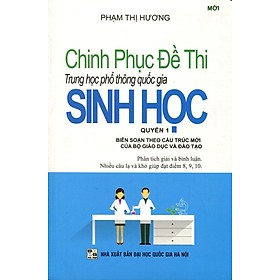 MỚI
PHẠM THỊ HƯƠNG
Chinh Phục Đề Thi
Trung học phổ thông quốc gia
SINH HỌC
QUYỂN 1
BIÊN SOẠN THEO CẤU TRÚC MỚI
CỦA BỘ GIÁO DỤC VÀ ĐÀO TẠO
Phân tích giải và bình luận.
Nhiều câu lạ và khó giúp đạt điểm 8, 9, 10.
NHÀ XUẤT BẢN ĐẠI HỌC QUỐC GIA HÀ NỘI